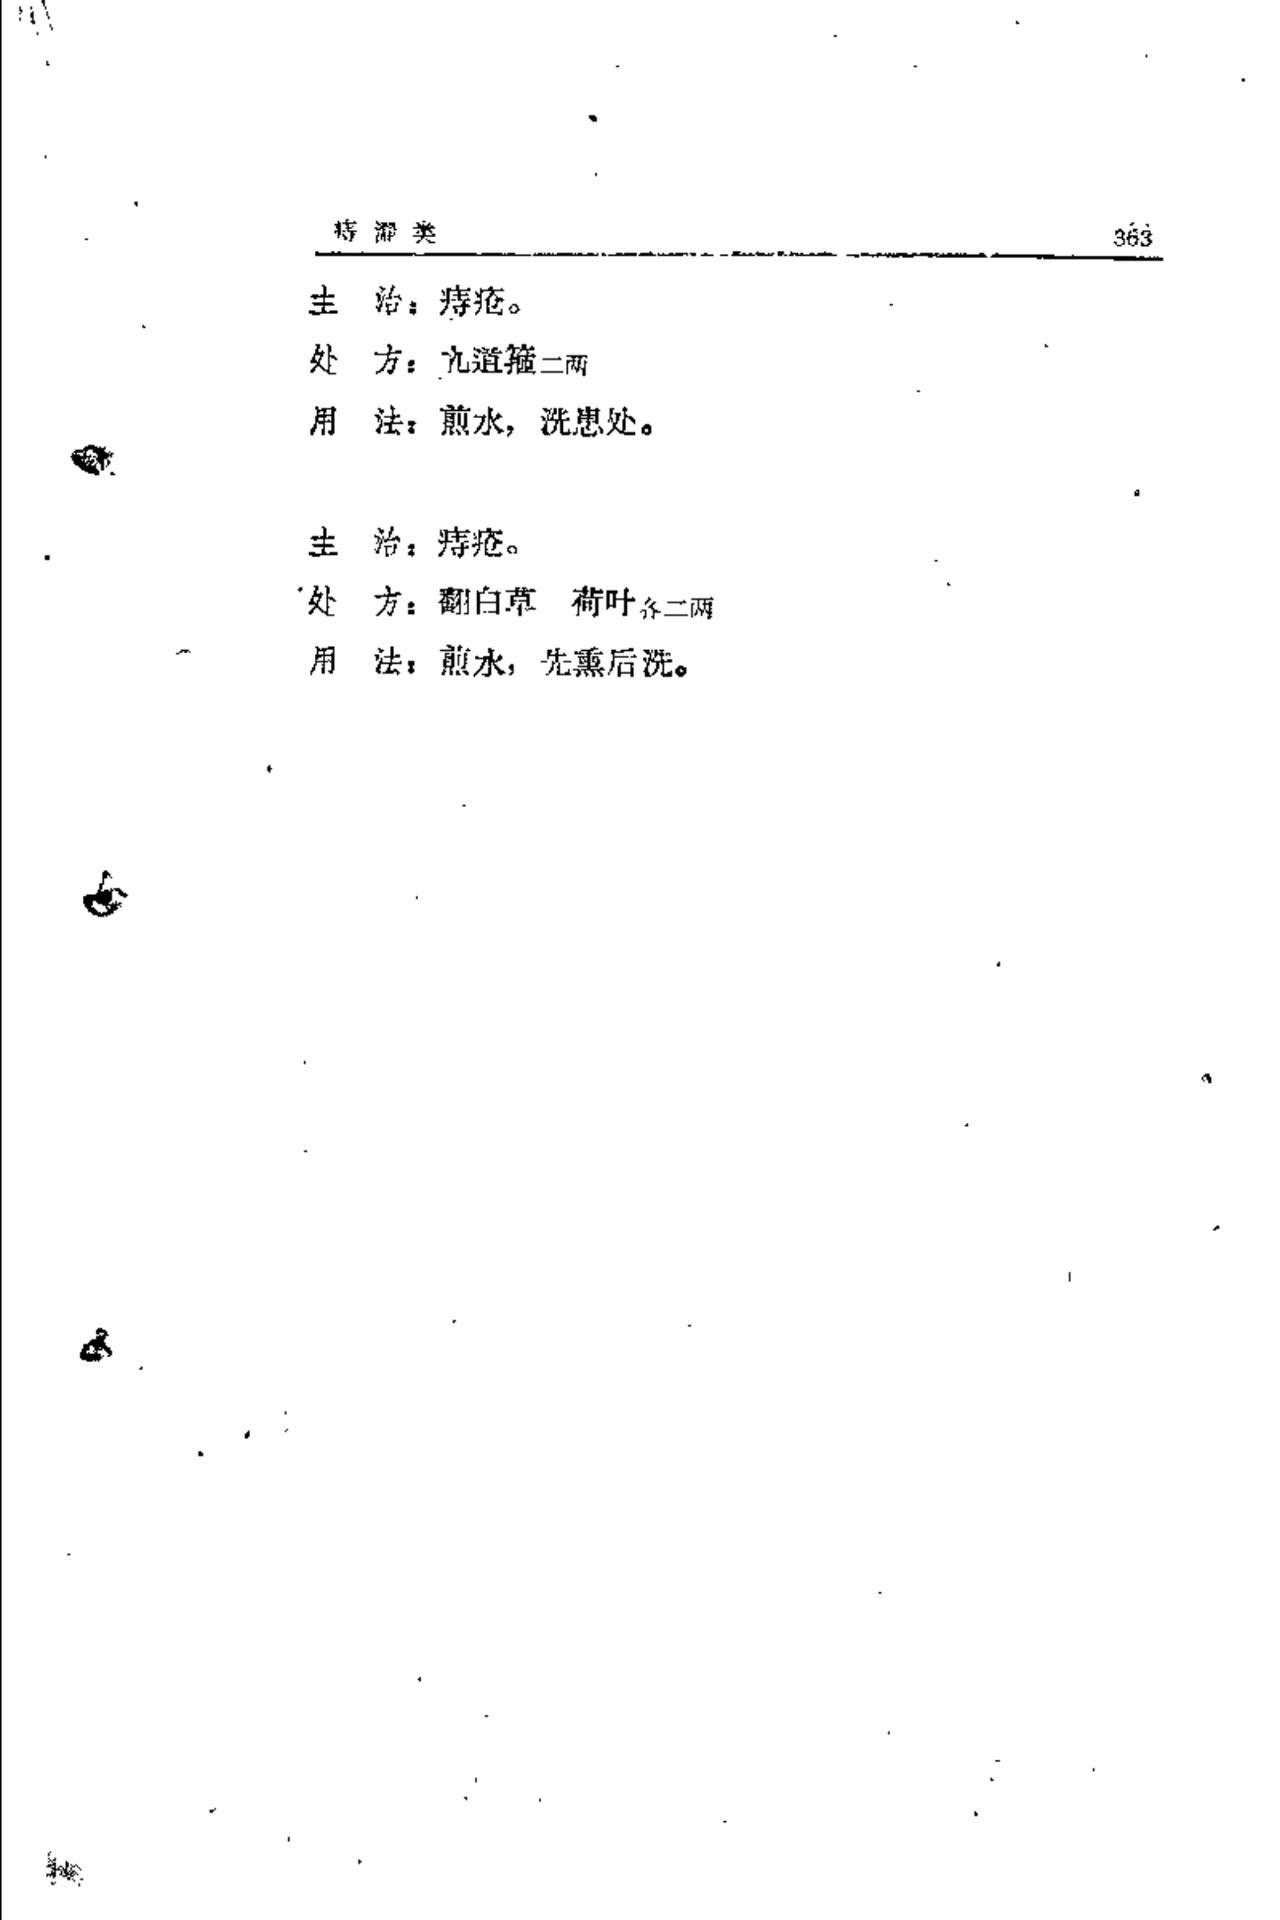 痔漏类 363
主 治：痔疮。
处 方：九道箍二两
用 法：煎水，洗患处。
主 治：痔疮。
处 方：翻白草 荷叶各二两
用 法：煎水，先熏后洗。